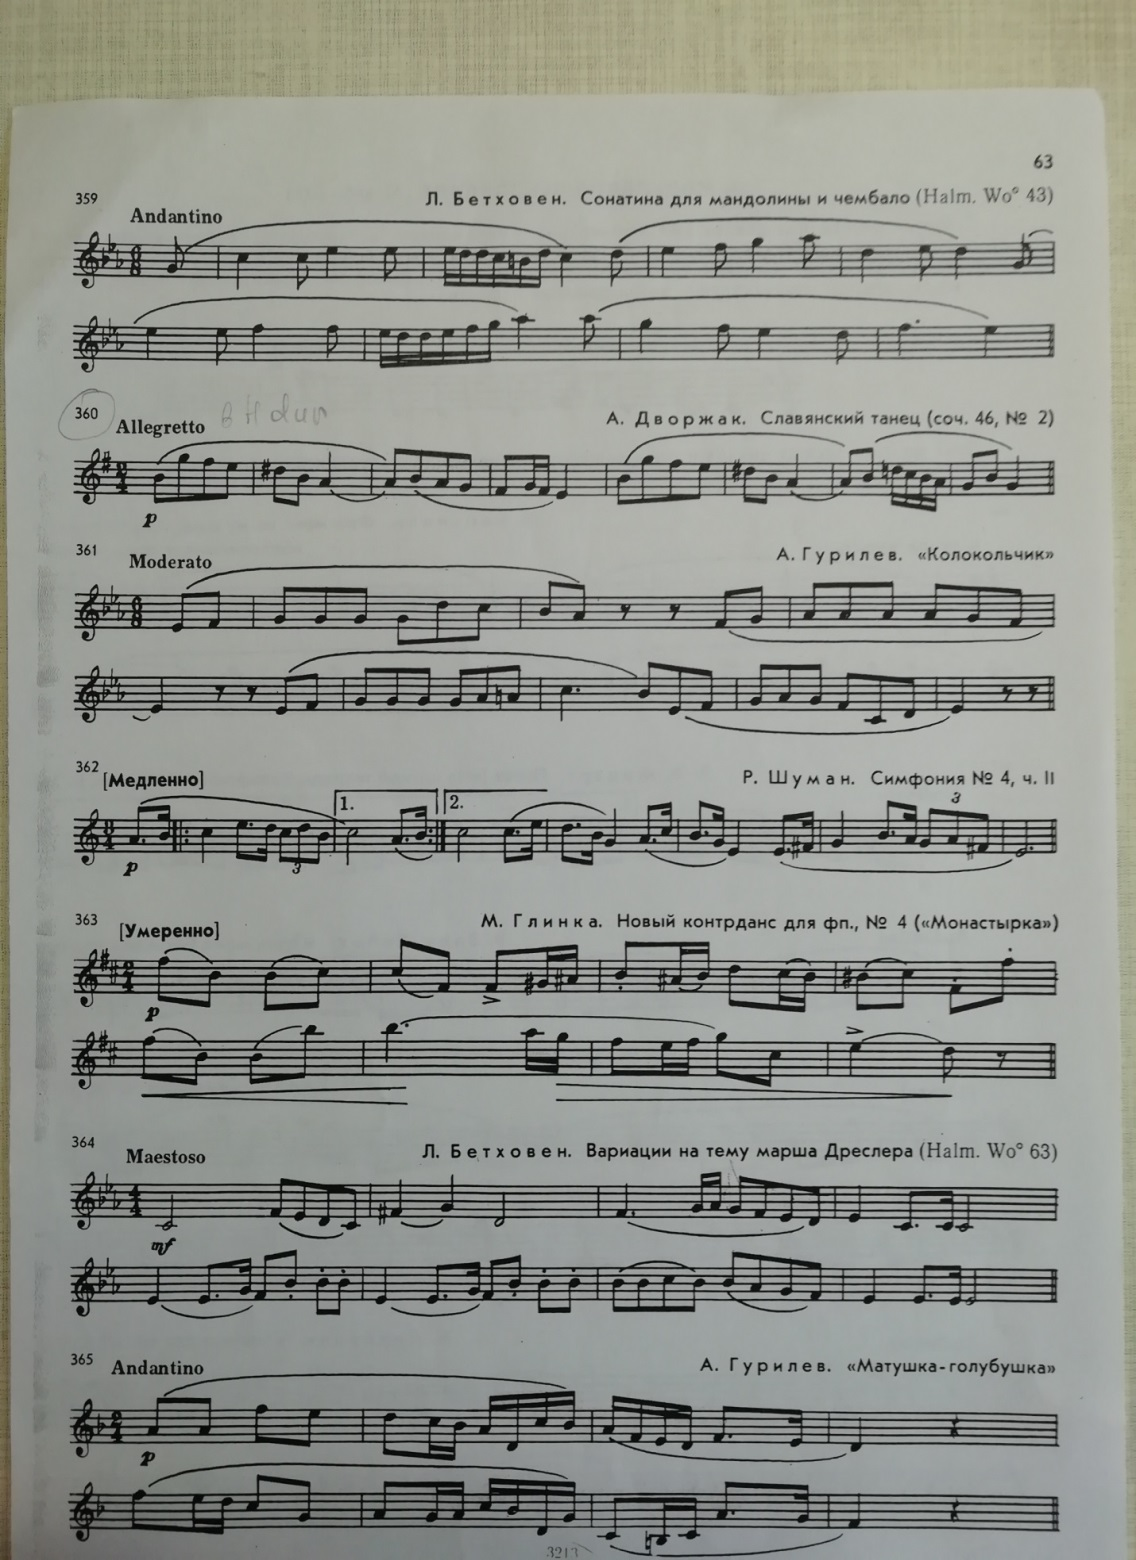 63
359 Л. Бетховен. Сонатина для мандолины и чембало (Halm. Wo° 43)
Andantino
360 А. Дворжак. Славянский танец (соч. 46, № 2)
Allegretto
p
361 А. Гурилев. «Колокольчик»
Moderato
362 Р. Шуман. Симфония № 4, ч. II
[Медленно]
1. 2. 3
p 3
363 М. Глинка. Новый контрданс для фп., № 4 («Монастырка»)
[Умеренно]
p
364 Л. Бетховен. Вариации на тему марша Дреслера (Halm. Wo° 63)
Maestoso
mf
365 А. Гурилев. «Матушка-голубушка»
Andantino
p
3213